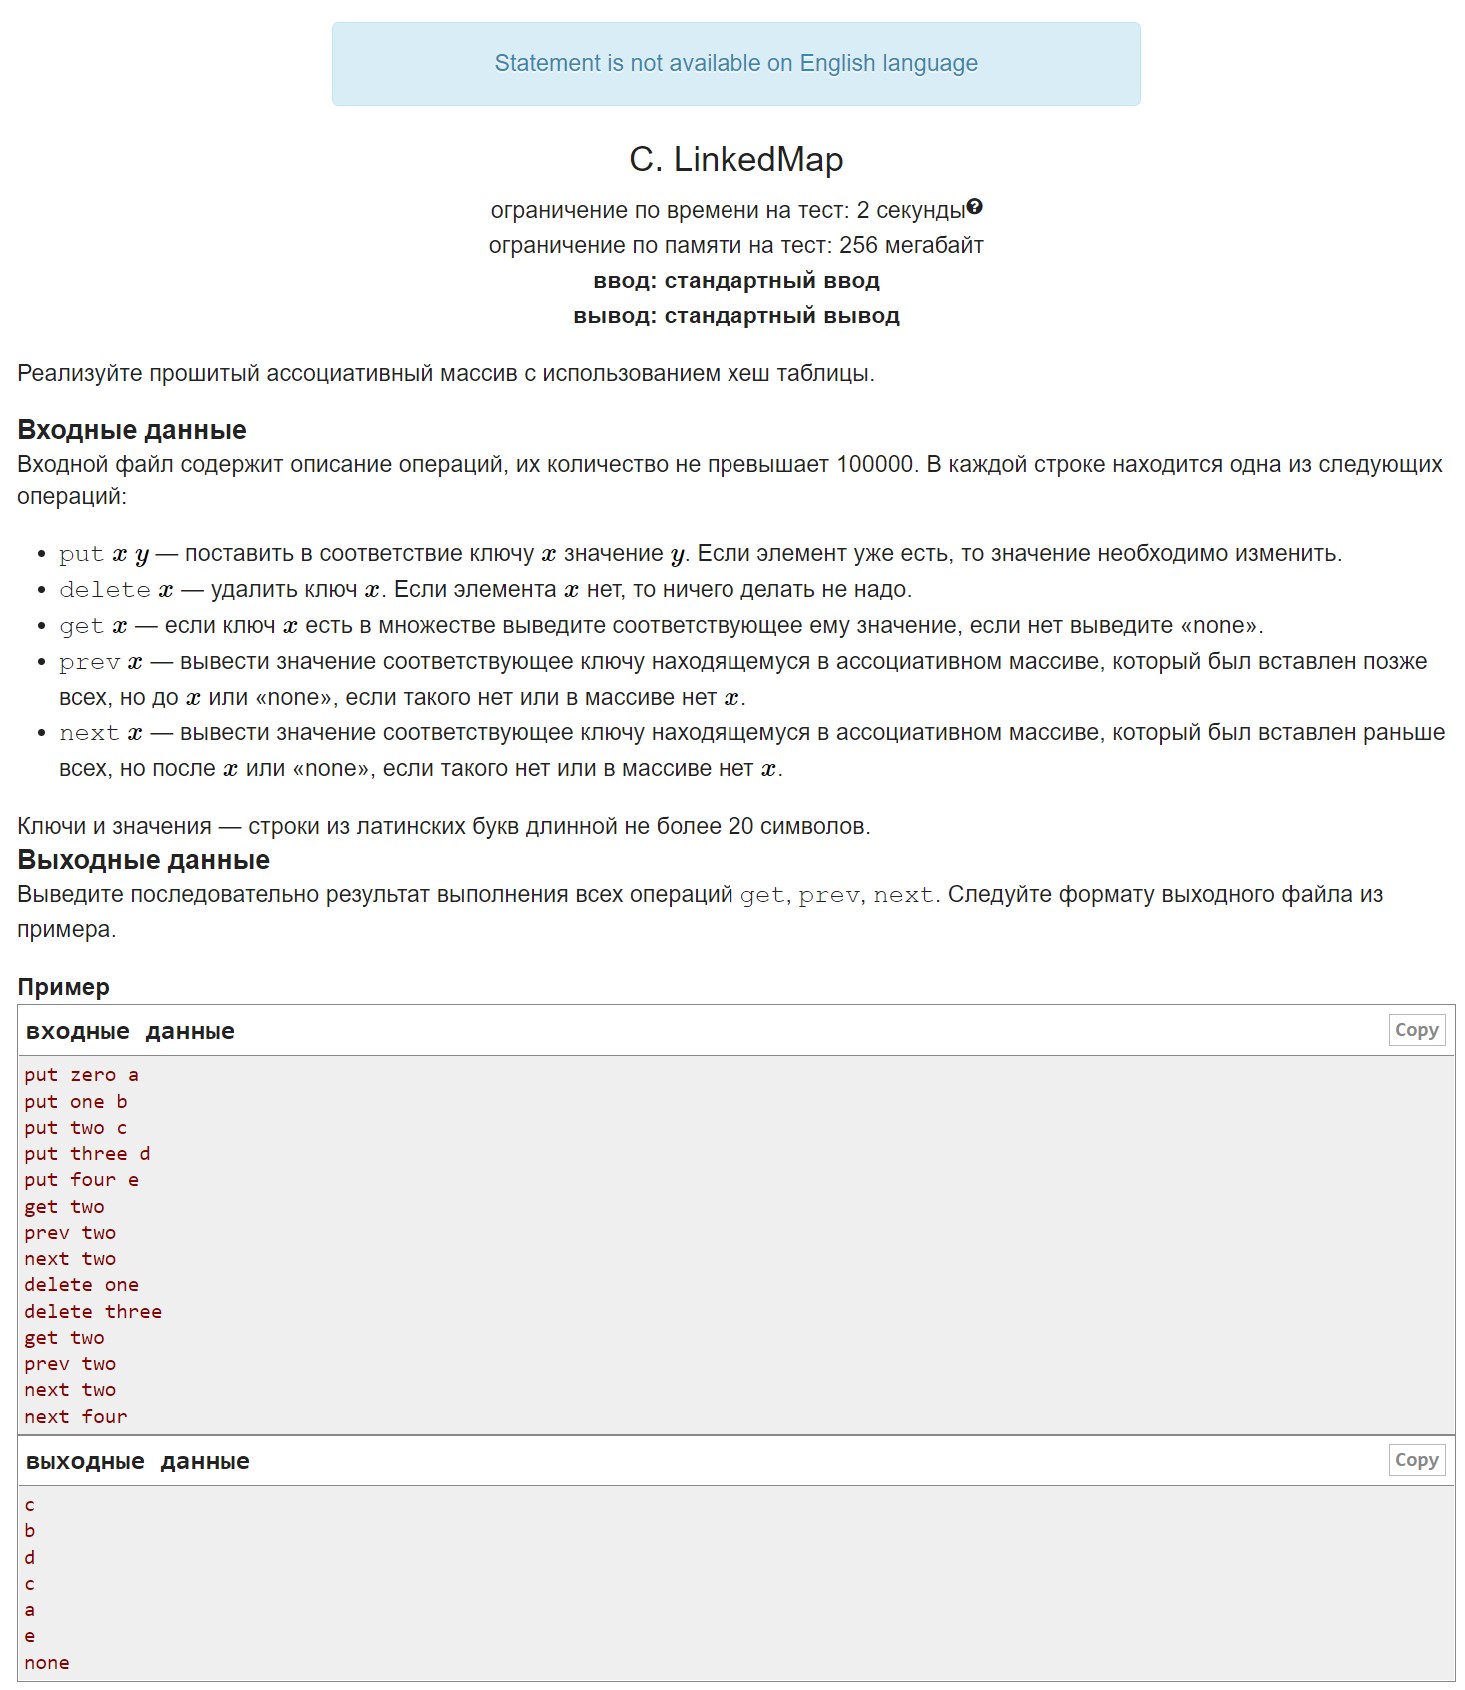 Statement is not available on English language
C. LinkedMap
ограничение по времени на тест: 2 секунды
ограничение по памяти на тест: 256 мегабайт
ввод: стандартный ввод
вывод: стандартный вывод
Реализуйте прошитый ассоциативный массив с использованием хеш таблицы.
Входные данные
Входной файл содержит описание операций, их количество не превышает 100000. В каждой строке находится одна из следующих
операций:
• put x y — поставить в соответствие ключу x значение y. Если элемент уже есть, то значение необходимо изменить.
• delete x — удалить ключ x. Если элемента x нет, то ничего делать не надо.
• get x — если ключ x есть в множестве выведите соответствующее ему значение, если нет выведите «none».
• prev x — вывести значение соответствующее ключу находящемуся в ассоциативном массиве, который был вставлен позже
всех, но до x или «none», если такого нет или в массиве нет x.
• next x — вывести значение соответствующее ключу находящемуся в ассоциативном массиве, который был вставлен раньше
всех, но после x или «none», если такого нет или в массиве нет x.
Ключи и значения — строки из латинских букв длинной не более 20 символов.
Выходные данные
Выведите последовательно результат выполнения всех операций get, prev, next. Следуйте формату выходного файла из
примера.
Пример
входные данные
Copy
put zero a
put one b
put two c
put three d
put four e
get two
prev two
next two
delete one
delete three
get two
prev two
next two
next four
выходные данные
Copy
c
b
d
c
a
e
none